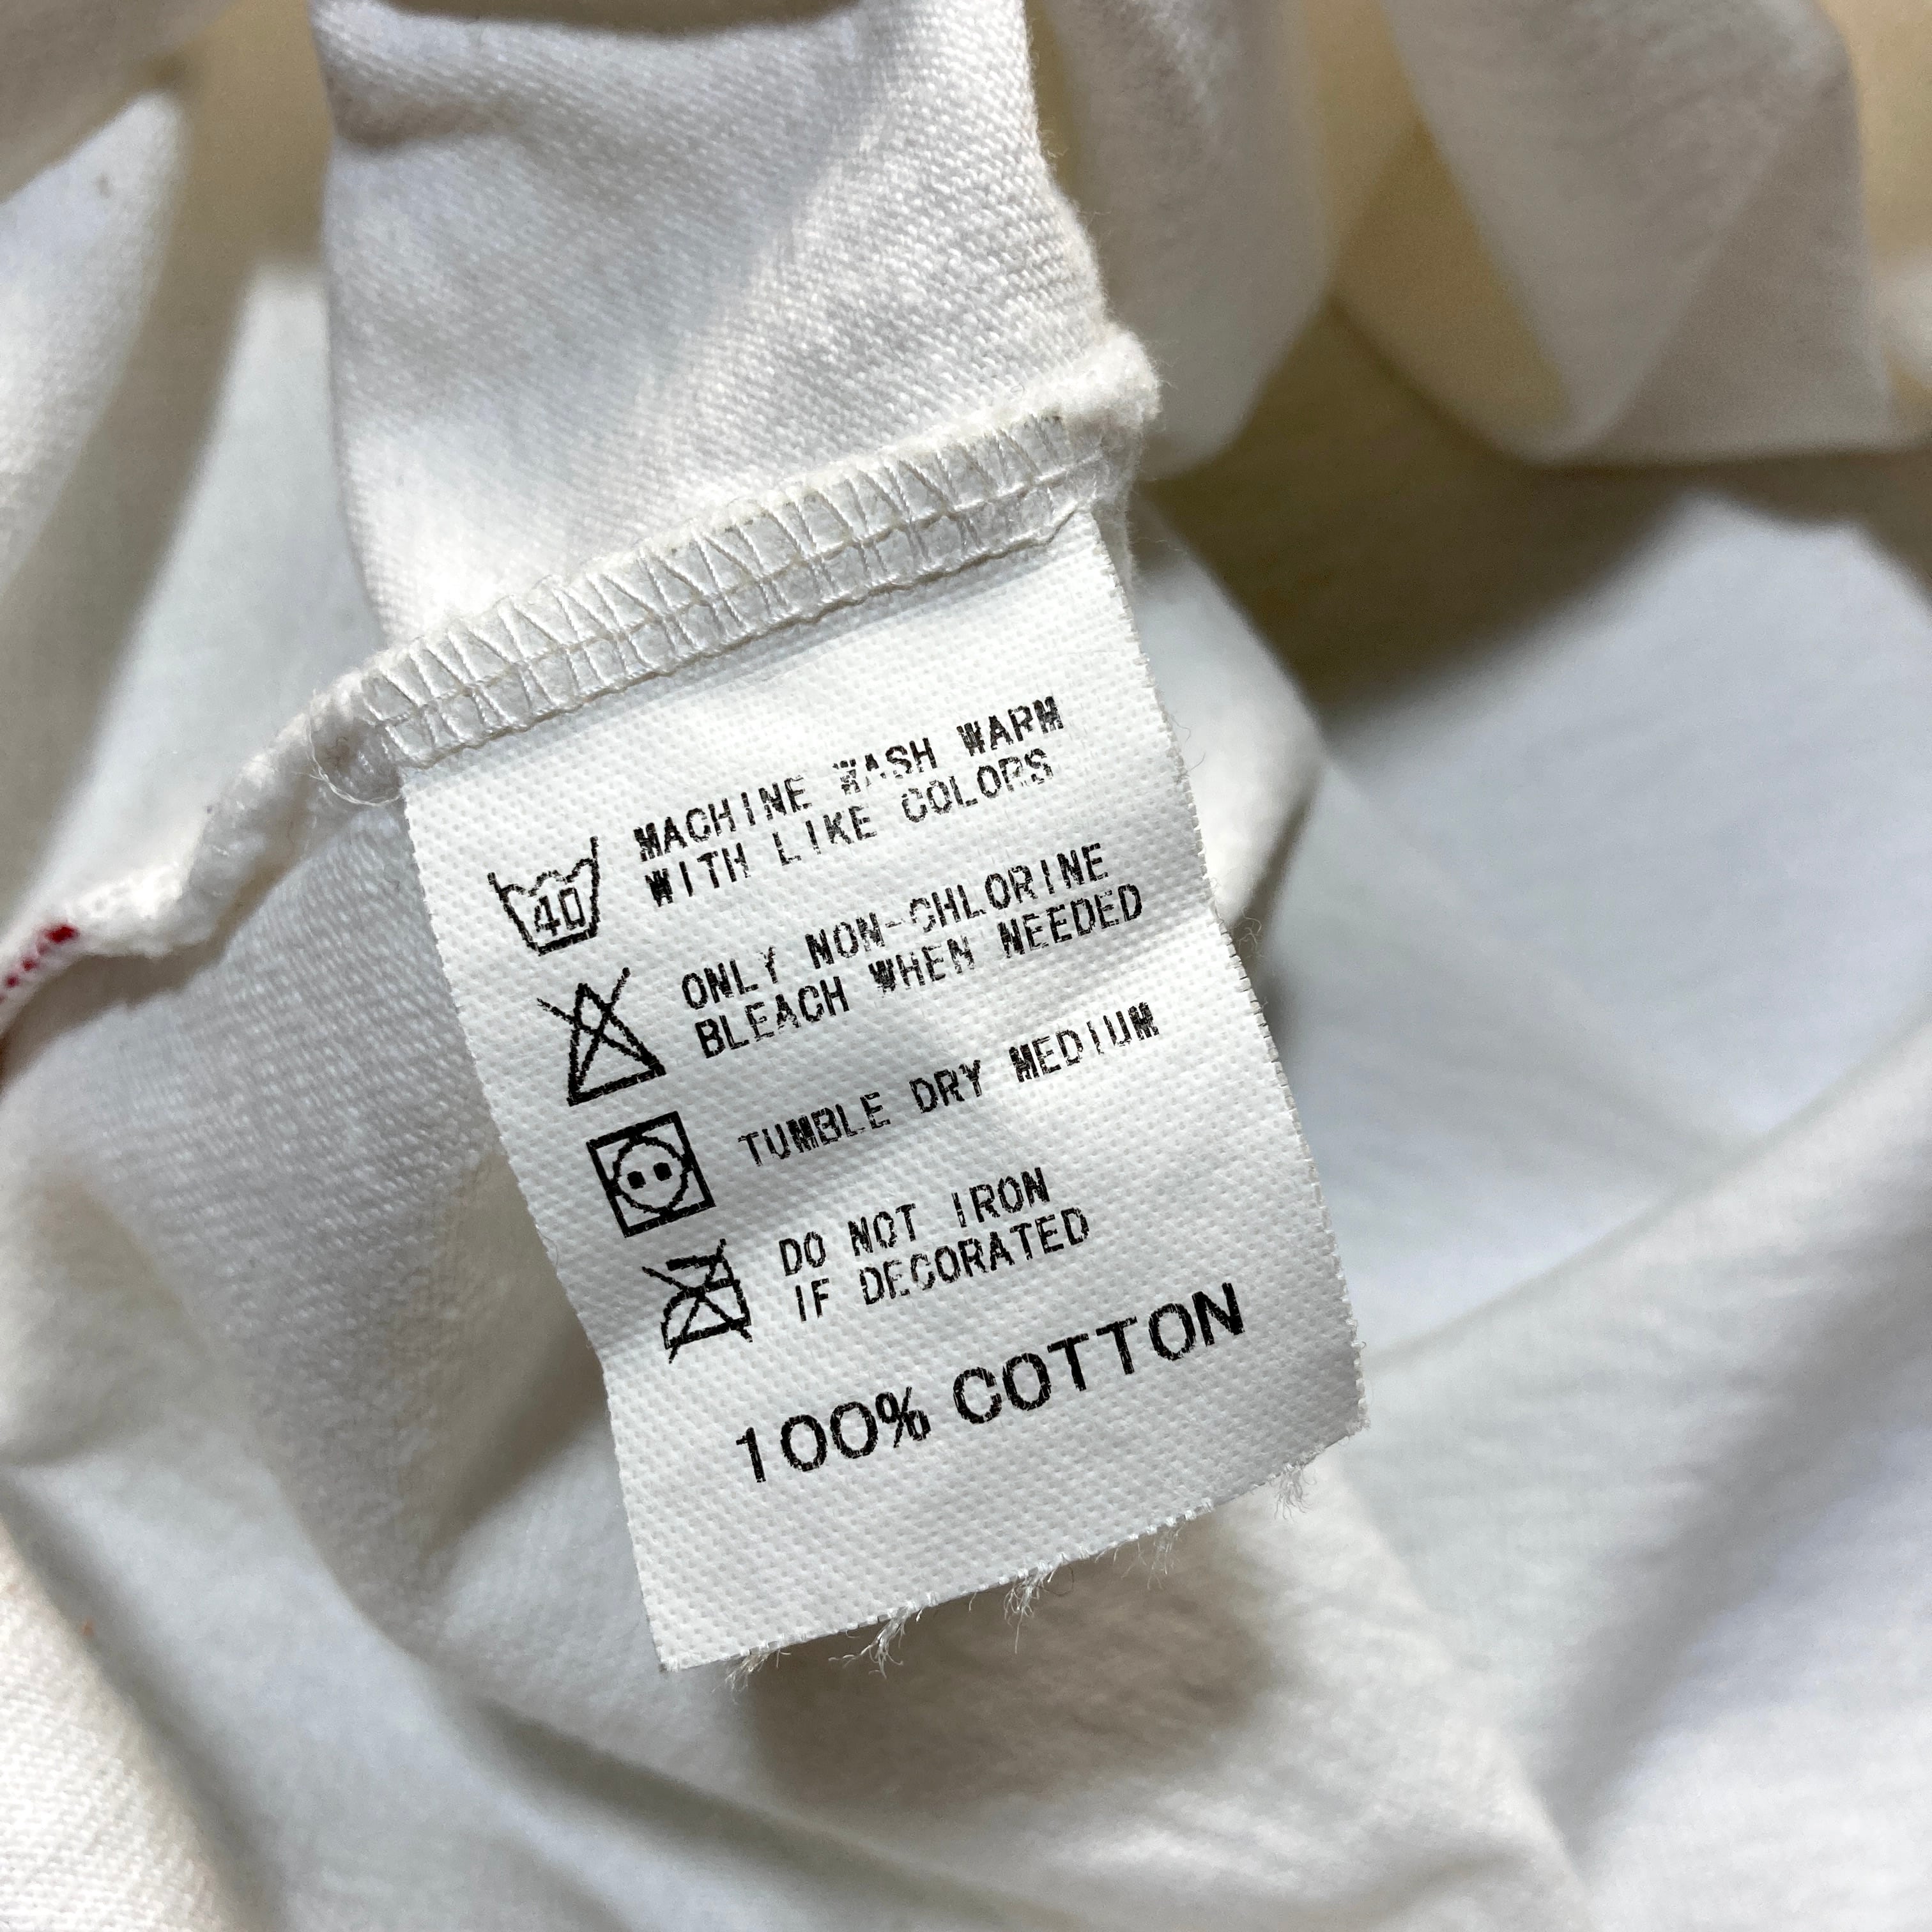 MACHINE WASH WARM
WITH LIKE COLORS
40
ONLY NON-CHLORINE
BLEACH WHEN NEEDED
TUMBLE DRY MEDIUM
DO NOT IRON
IF DECORATED
100% COTTON